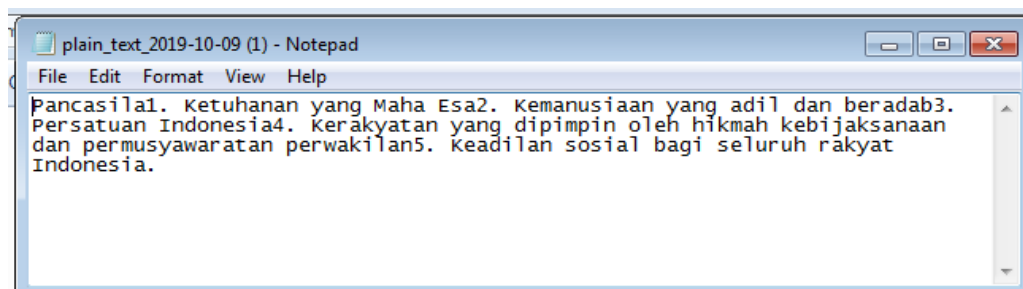 plain_text_2019-10-09 (1) - Notepad
File Edit Format View Help
Pancasila1. Ketuhanan yang Maha Esa2. Kemanusiaan yang adil dan beradab3.
Persatuan Indonesia4. Kerakyatan yang dipimpin oleh hikmah kebijaksanaan
dan permusyawaratan perwakilan5. Keadilan sosial bagi seluruh rakyat
Indonesia.